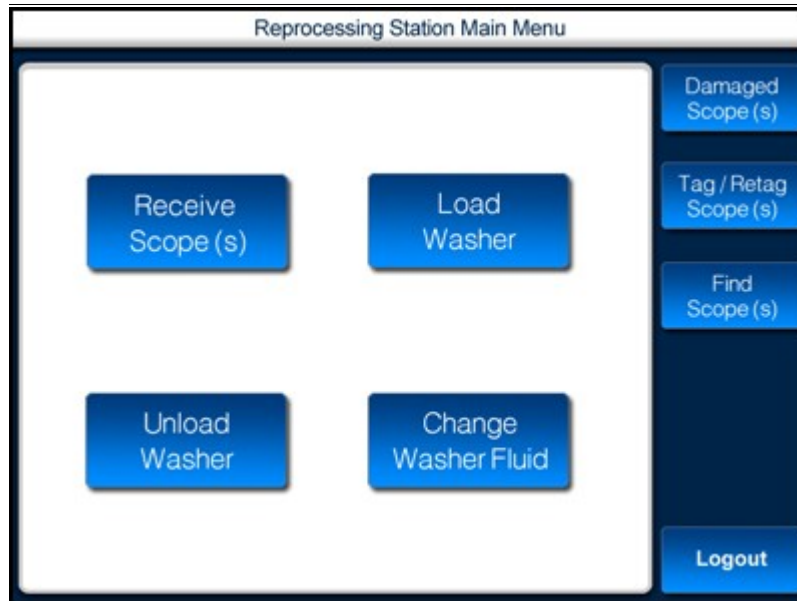 Reprocessing Station Main Menu
Receive
Scope (s)
Load
Washer
Unload
Washer
Change
Washer Fluid
Damaged
Scope (s)
Tag / Retag
Scope (s)
Find
Scope (s)
Logout